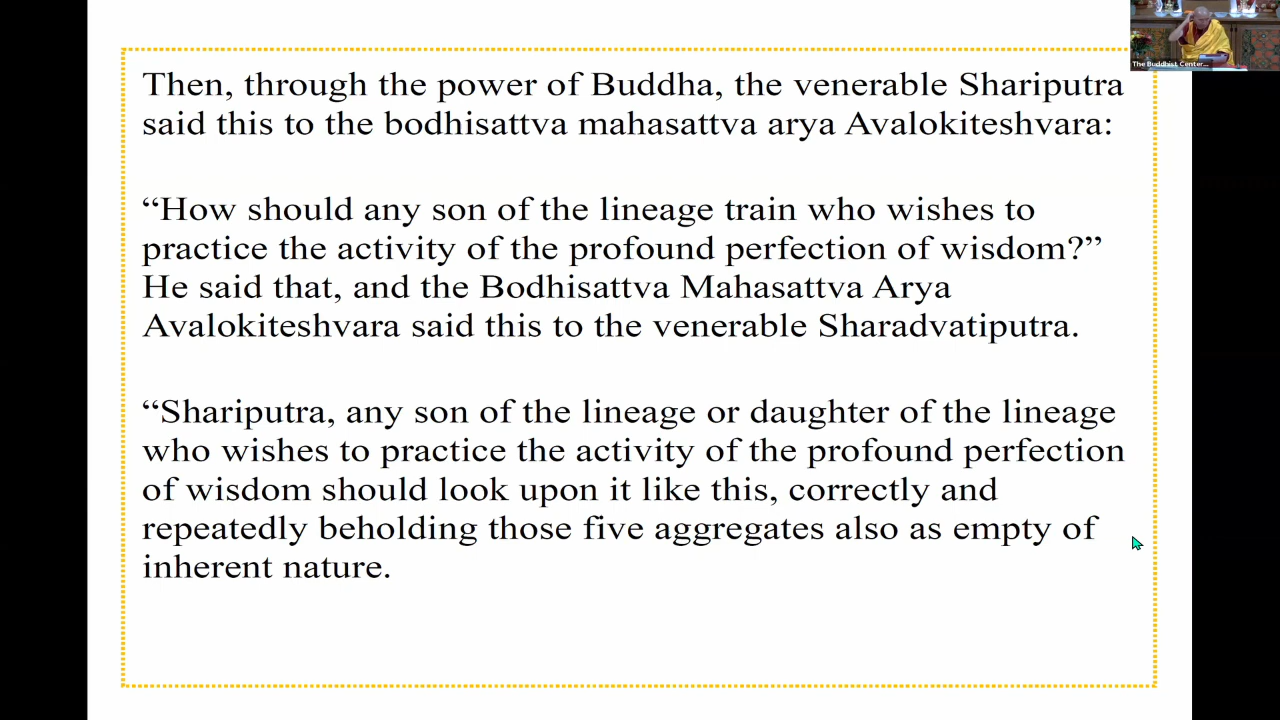 The Buddhist Center...
Then, through the power of Buddha, the venerable Shariputra
said this to the bodhisattva mahasattva arya Avalokiteshvara:
“How should any son of the lineage train who wishes to
practice the activity of the profound perfection of wisdom?”
He said that, and the Bodhisattva Mahasattva Arya
Avalokiteshvara said this to the venerable Sharadvatiputra.
“Shariputra, any son of the lineage or daughter of the lineage
who wishes to practice the activity of the profound perfection
of wisdom should look upon it like this, correctly and
repeatedly beholding those five aggregates also as empty of
inherent nature.